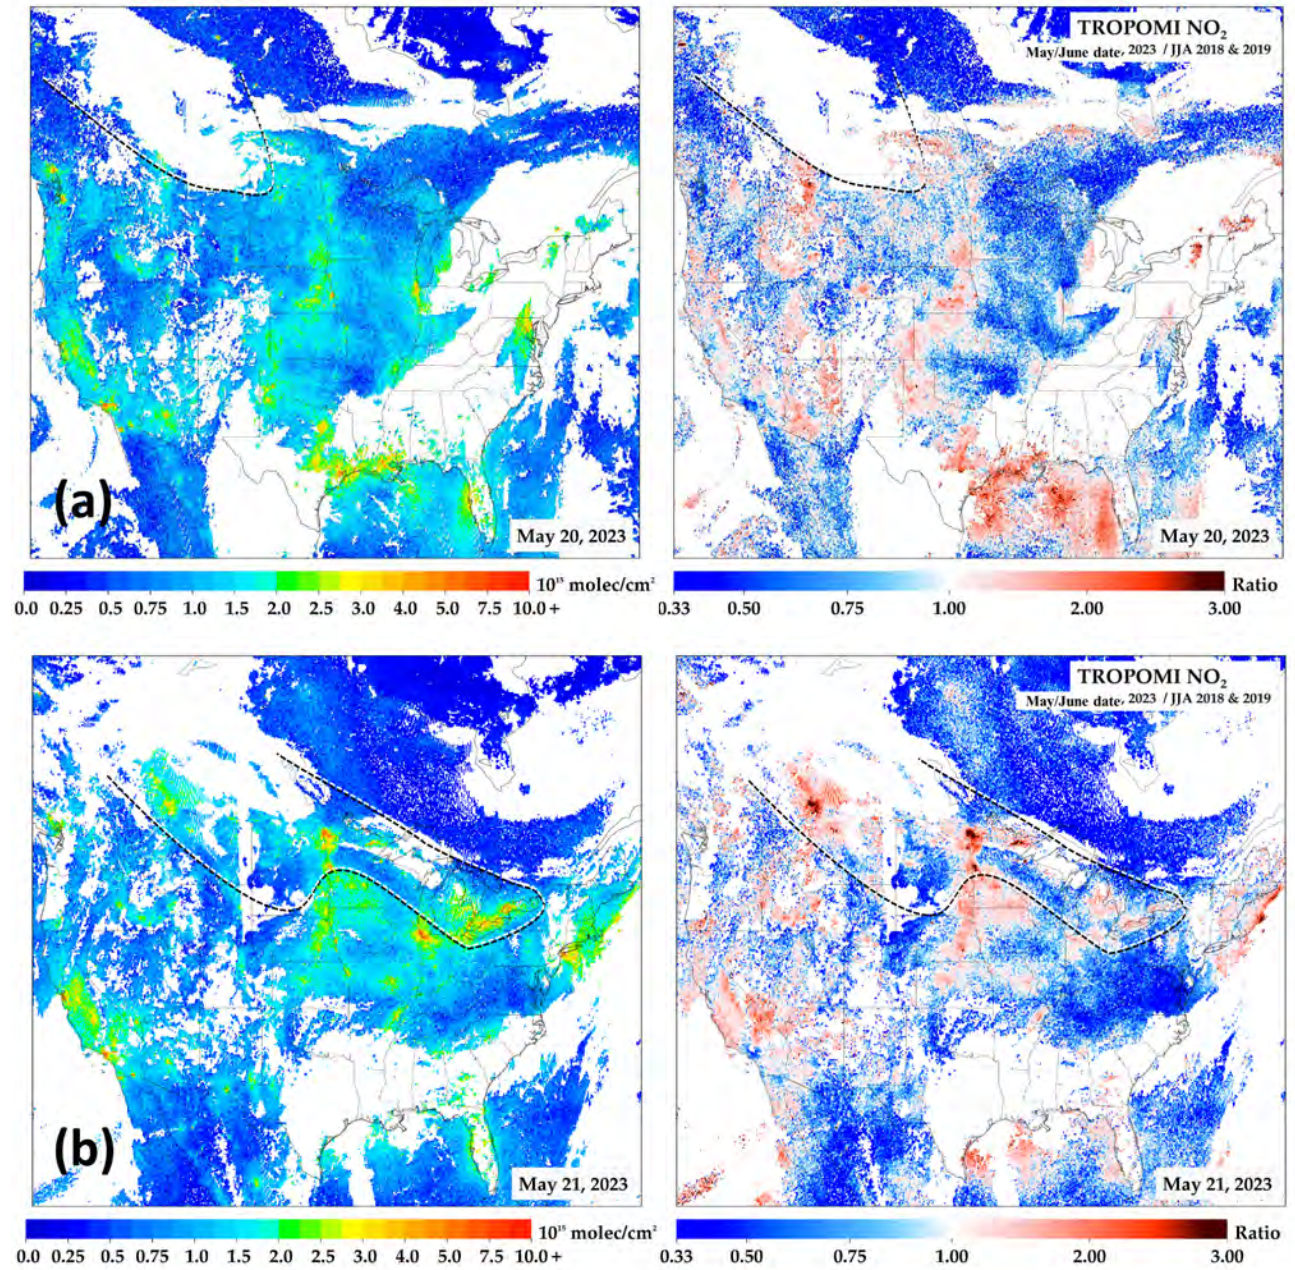 TROPOMI NO₂
May/June date, 2023 / JJA 2018 & 2019
(a)
May 20, 2023
May 20, 2023
10¹⁵ molec/cm²
0.0 0.25 0.5 0.75 1.0 1.5 2.0 2.5 3.0 4.0 5.0 7.5 10.0 +
Ratio
0.33 0.50 0.75 1.00 2.00 3.00
TROPOMI NO₂
May/June date, 2023 / JJA 2018 & 2019
(b)
May 21, 2023
May 21, 2023
10¹⁵ molec/cm²
0.0 0.25 0.5 0.75 1.0 1.5 2.0 2.5 3.0 4.0 5.0 7.5 10.0 +
Ratio
0.33 0.50 0.75 1.00 2.00 3.00